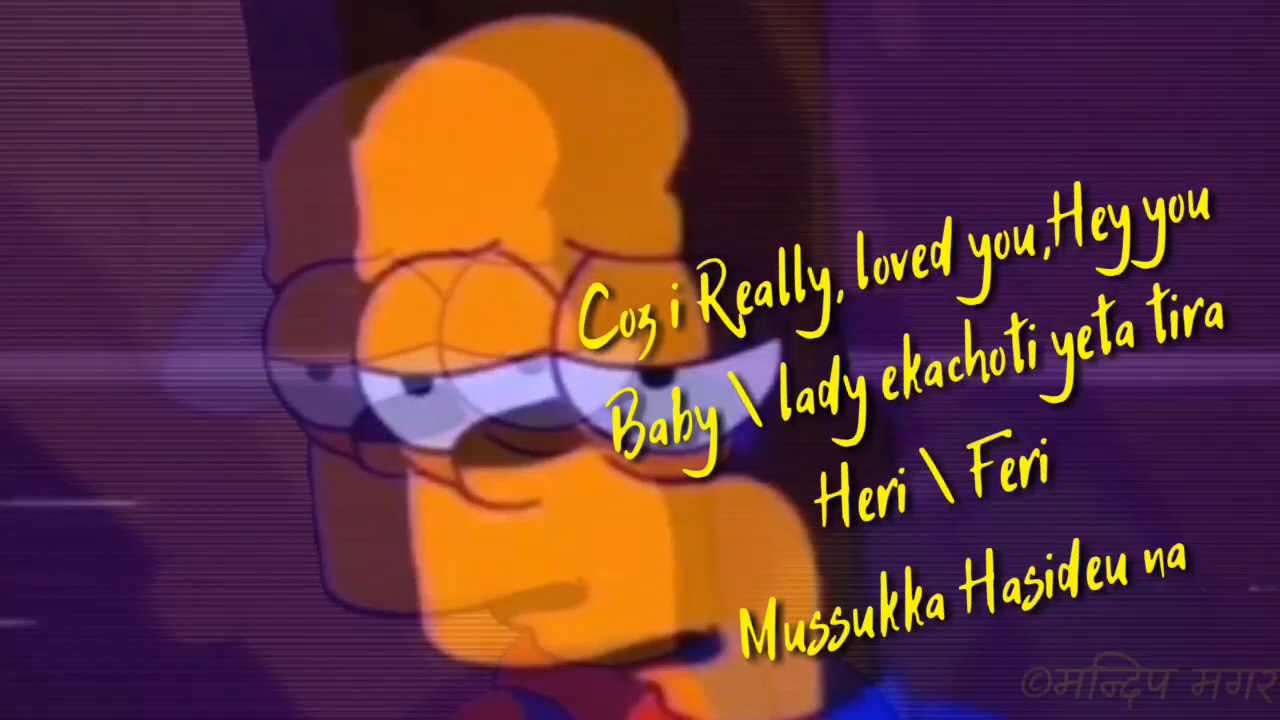 Coz i Really, loved you,Hey you
Baby \ lady ekachoti yeta tira
Heri \ Feri
Mussukka Hasideu na
©मन्दिप मगर